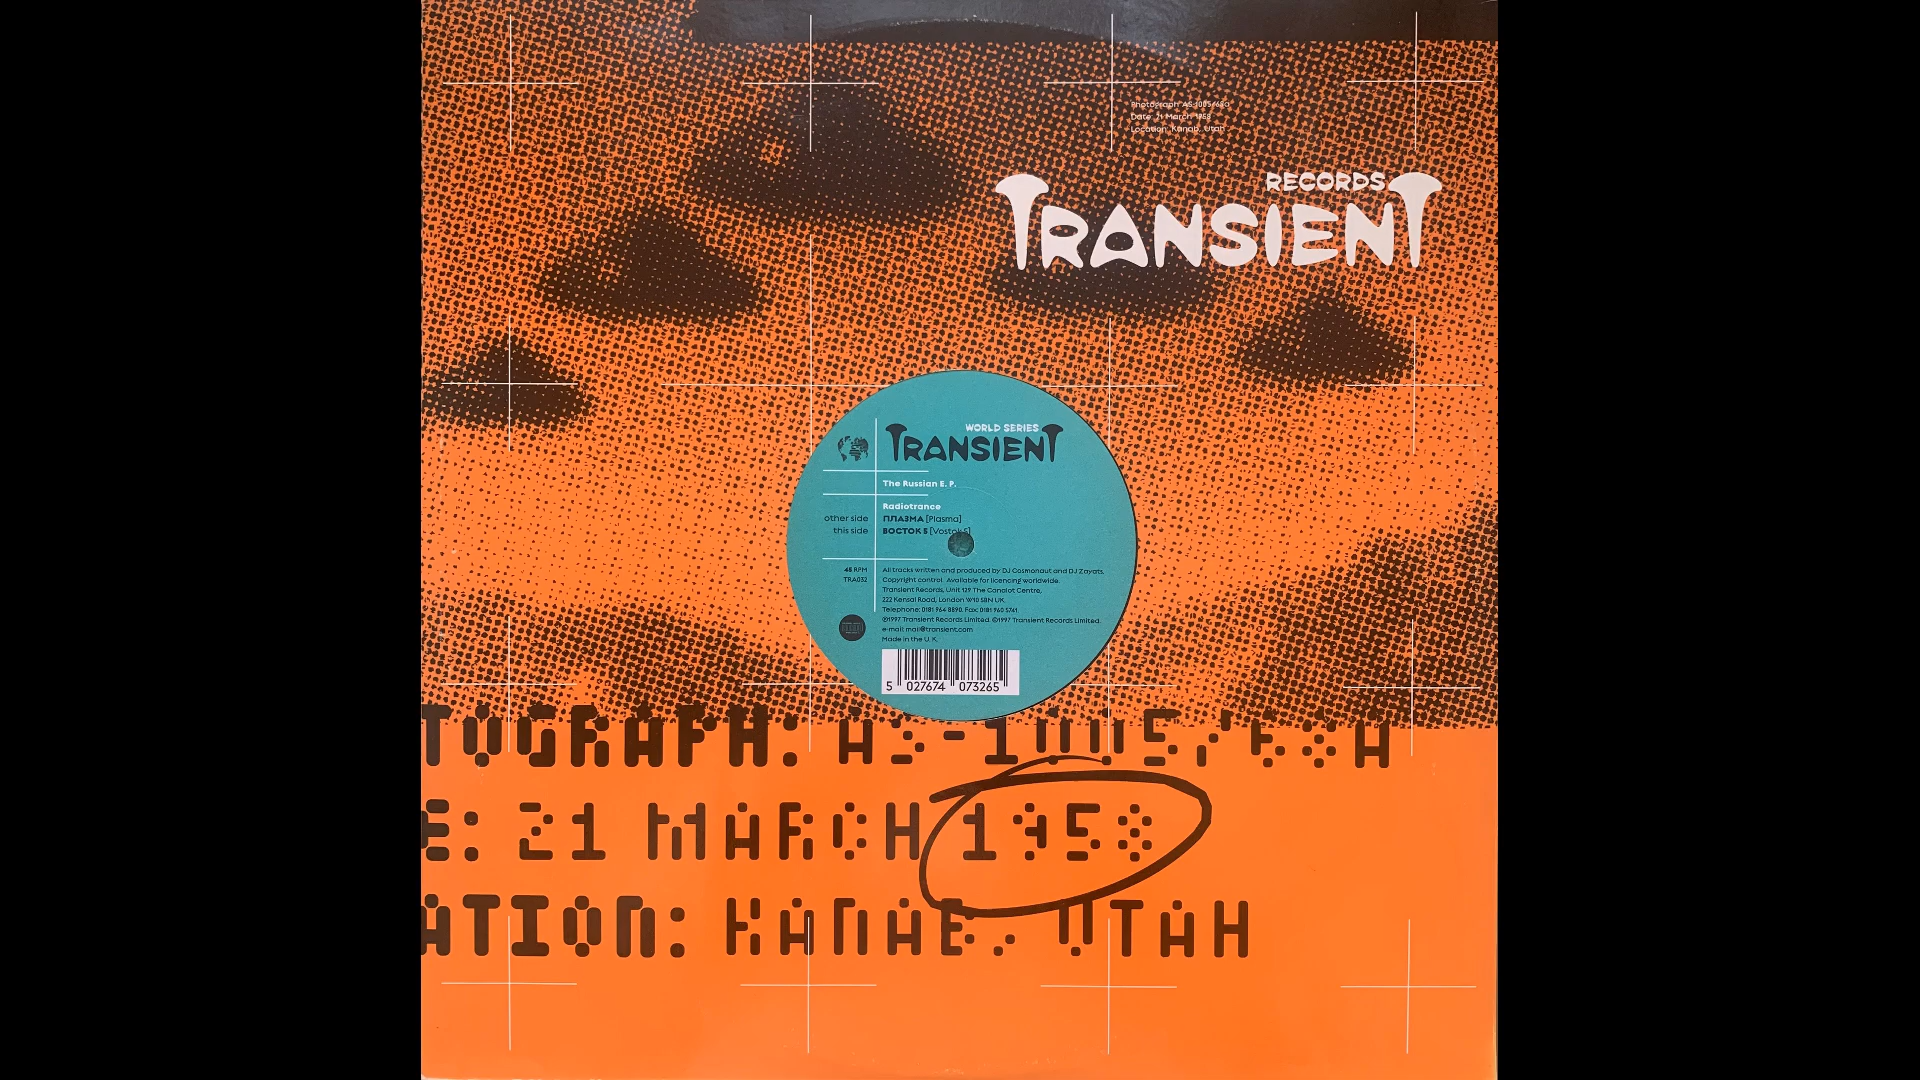 Photograph AS-1005/68a
Date: 21 March 1958
Location: Kanab, Utah
RECORDS
TRANSIENT
WORLD SERIES
TRANSIENT
The Russian E. P.
Radiotrance
other side ПЛАЗМА [Plasma]
this side ВОСТОК 5 [Vostok 5]
45 RPM
TRA032
All tracks written and produced by DJ Cosmonaut and DJ Zayats.
Copyright control. Available for licencing worldwide.
Transient Records, Unit 129 The Canalot Centre,
222 Kensal Road, London W10 5BN UK.
Telephone: 0181 964 8890. Fax: 0181 960 5741.
℗1997 Transient Records Limited. ©1997 Transient Records Limited.
e-mail: mail@transient.com
Made in the U. K.
5 027674 073265
TOGRAPH: AS-1005/68A
E: 21 MARCH 1958
ATION: KANAB, UTAH